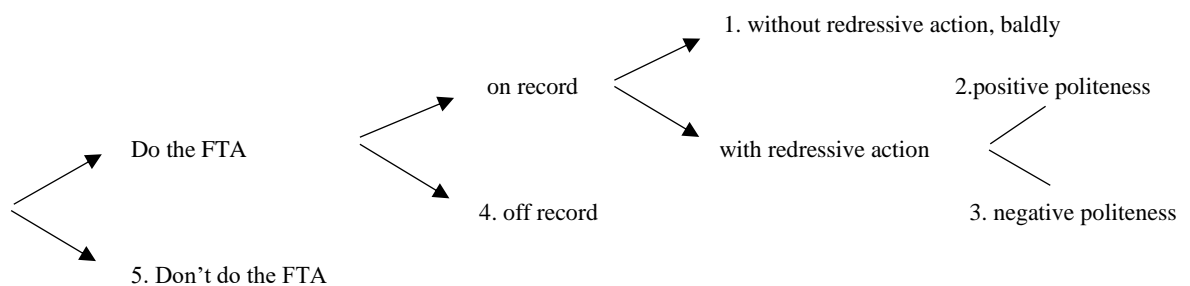 1. without redressive action, baldly
on record
2.positive politeness
Do the FTA
with redressive action
4. off record
3. negative politeness
5. Don’t do the FTA